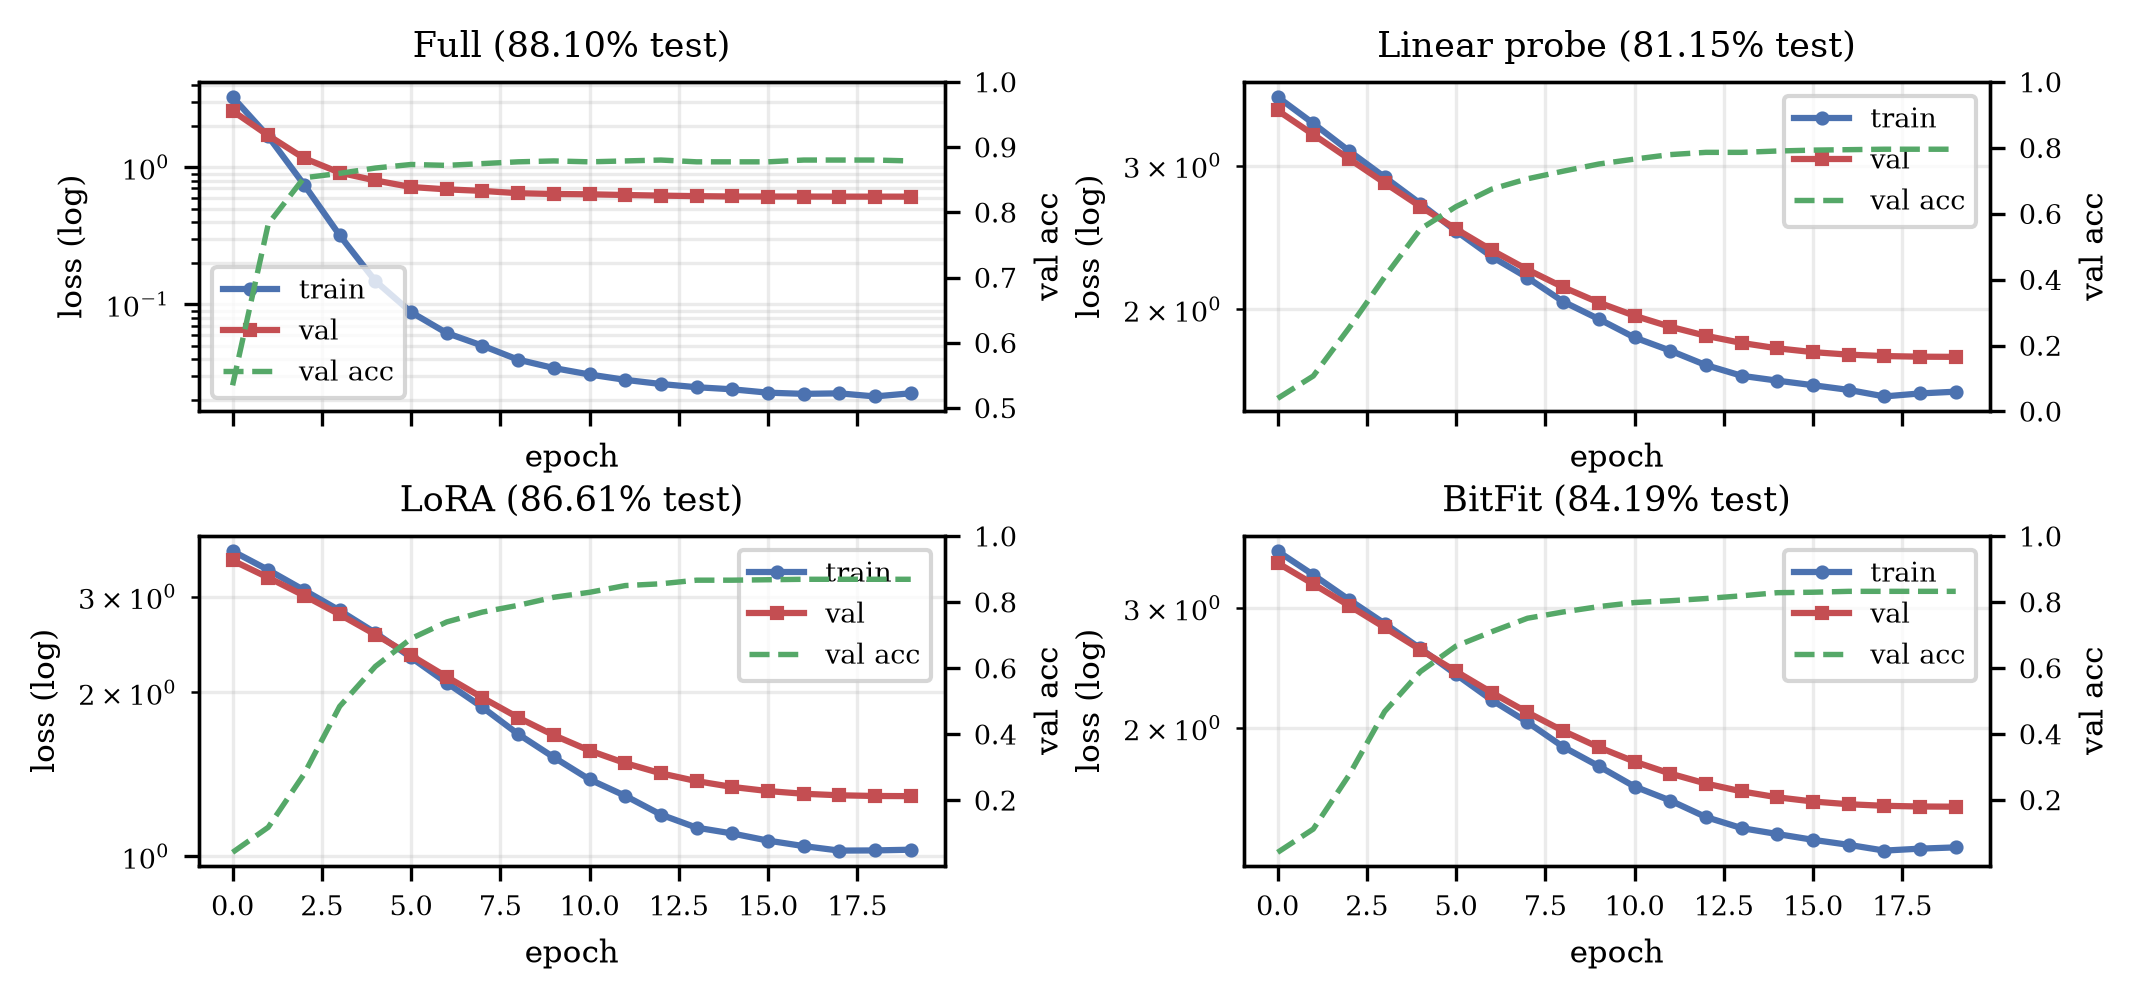 Full (88.10% test)
loss (log)
10⁰
10⁻¹
1.0
0.9
0.8
0.7
0.6
0.5
val acc
train
val
val acc
epoch
Linear probe (81.15% test)
loss (log)
3 × 10⁰
2 × 10⁰
1.0
0.8
0.6
0.4
0.2
0.0
val acc
train
val
val acc
epoch
LoRA (86.61% test)
loss (log)
3 × 10⁰
2 × 10⁰
10⁰
1.0
0.8
0.6
0.4
0.2
val acc
train
val
val acc
0.0 2.5 5.0 7.5 10.0 12.5 15.0 17.5
epoch
BitFit (84.19% test)
loss (log)
3 × 10⁰
2 × 10⁰
1.0
0.8
0.6
0.4
0.2
val acc
train
val
val acc
0.0 2.5 5.0 7.5 10.0 12.5 15.0 17.5
epoch